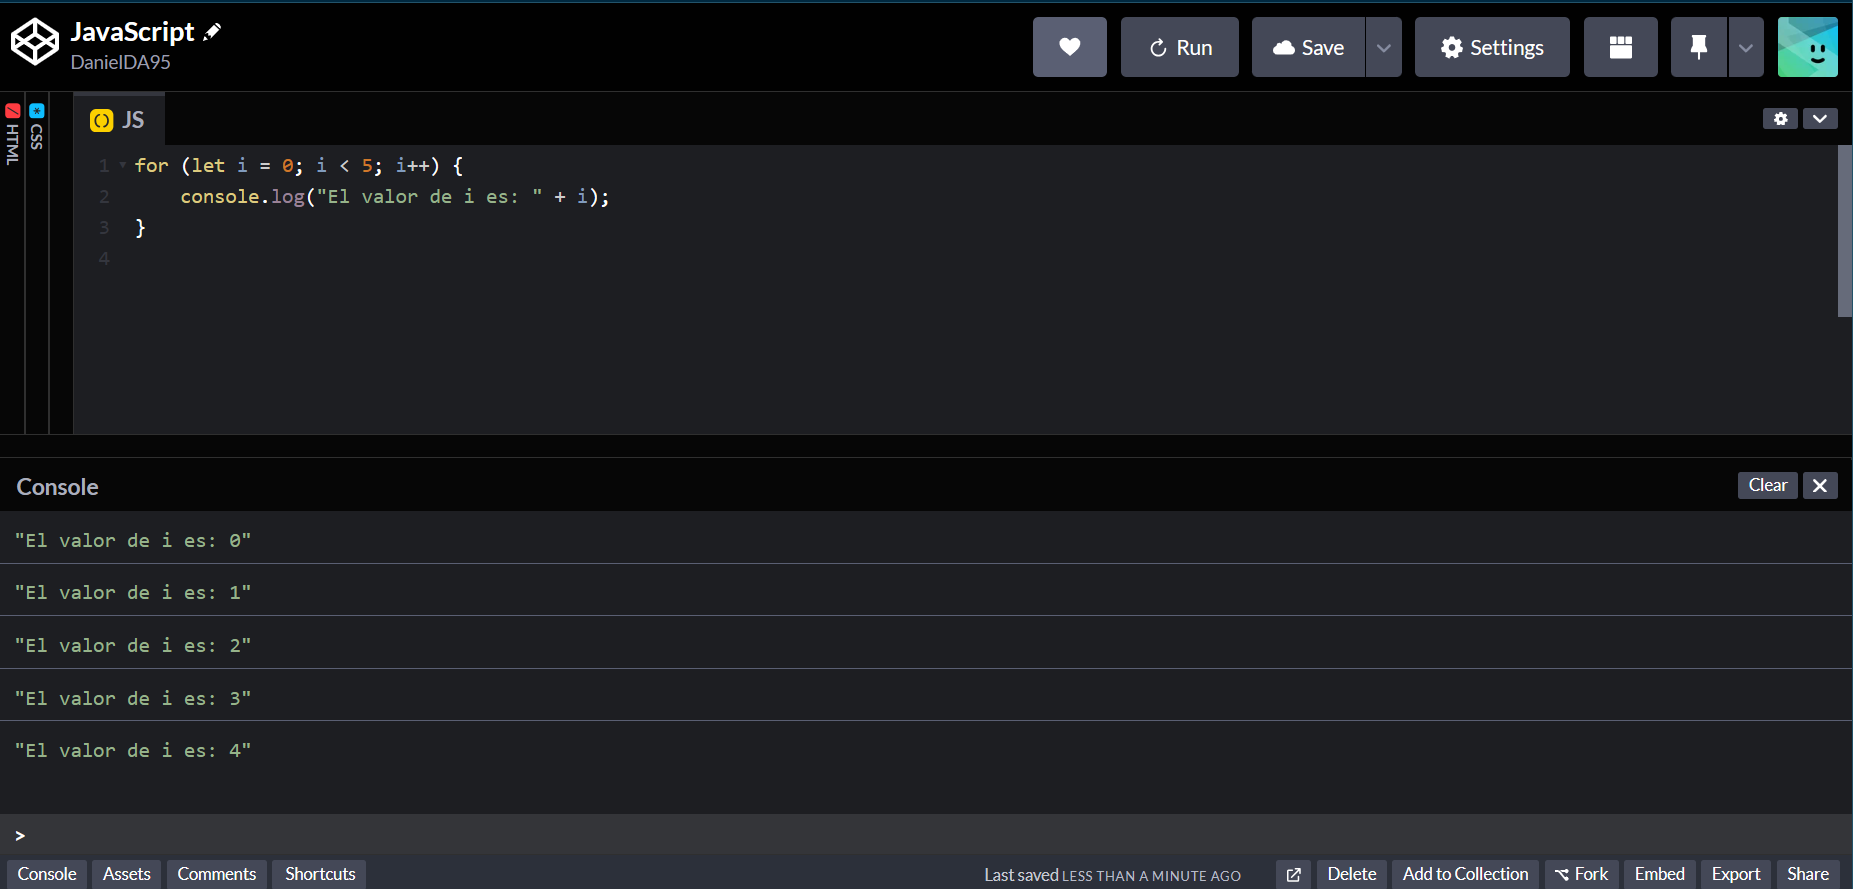 JavaScript
DanielDA95
Run
Save
Settings
HTML
CSS
JS
1 for (let i = 0; i < 5; i++) {
2     console.log("El valor de i es: " + i);
3 }
4
Console
Clear
"El valor de i es: 0"
"El valor de i es: 1"
"El valor de i es: 2"
"El valor de i es: 3"
"El valor de i es: 4"
>
Console Assets Comments Shortcuts Last saved LESS THAN A MINUTE AGO Delete Add to Collection Fork Embed Export Share